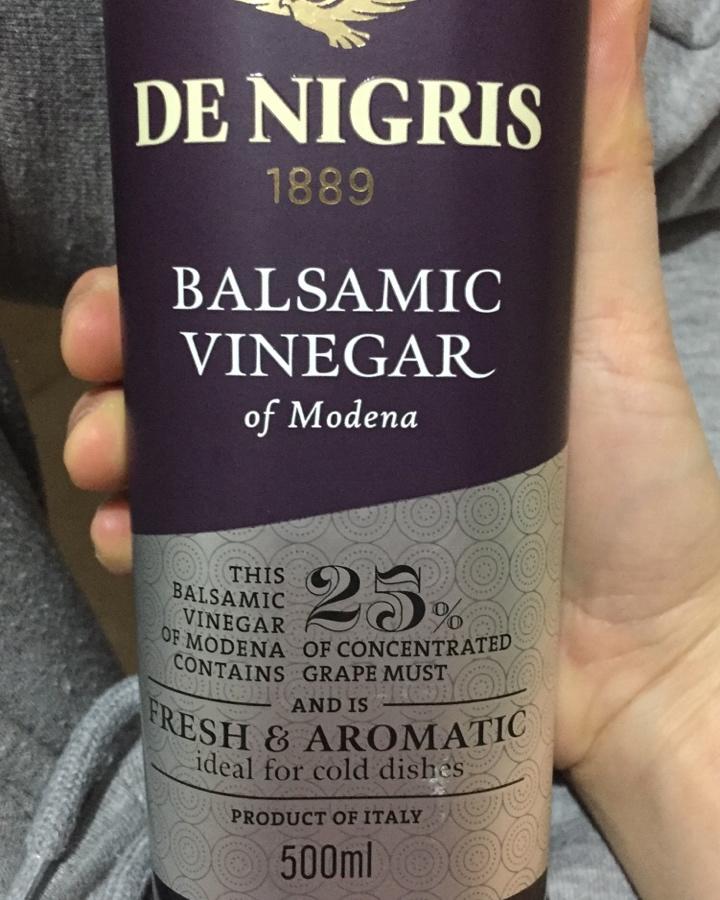 DE NIGRIS
1889
BALSAMIC
VINEGAR
of Modena
THIS
BALSAMIC
VINEGAR
OF MODENA
CONTAINS
25%
OF CONCENTRATED
GRAPE MUST
AND IS
FRESH & AROMATIC
ideal for cold dishes
PRODUCT OF ITALY
500ml